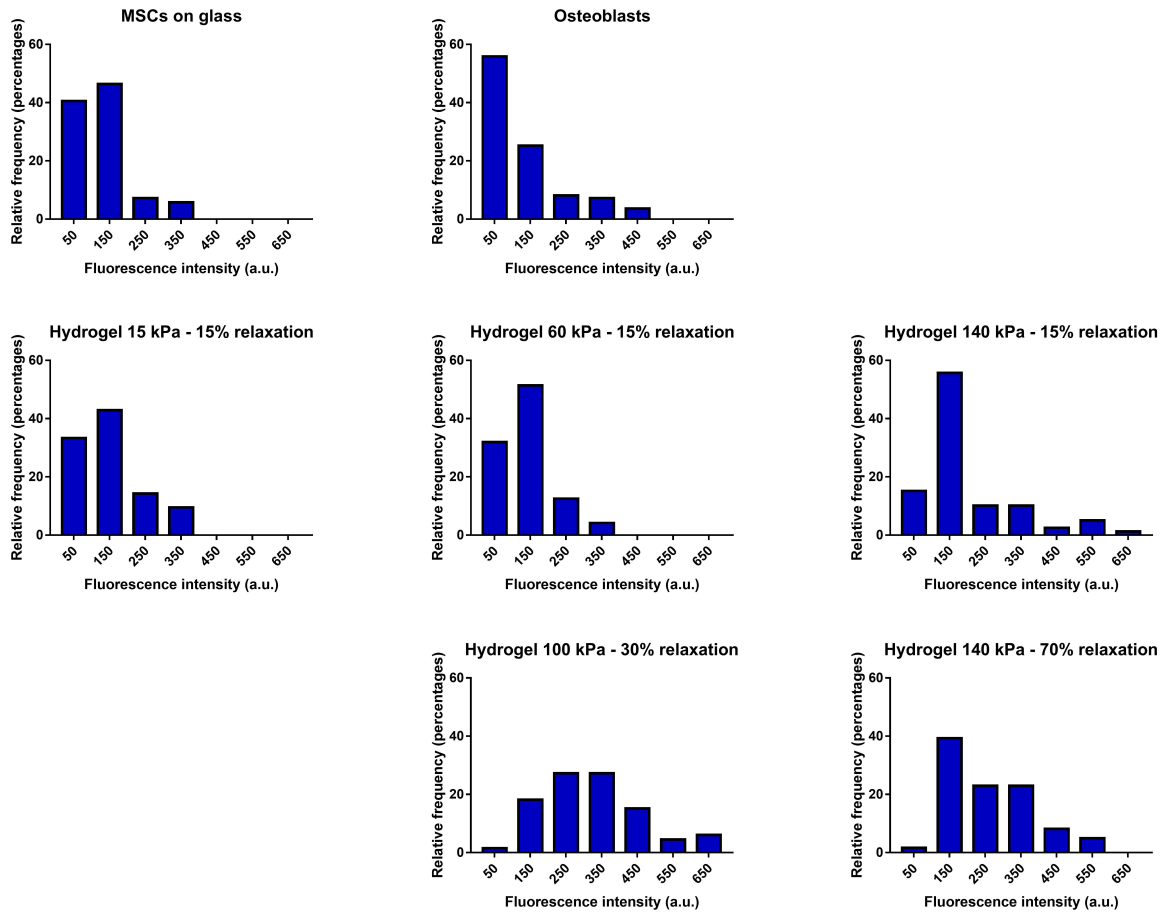 MSCs on glass
Relative frequency (percentages)
60
40
20
0
50 150 250 350 450 550 650
Fluorescence intensity (a.u.)
Osteoblasts
Relative frequency (percentages)
60
40
20
0
50 150 250 350 450 550 650
Fluorescence intensity (a.u.)
Hydrogel 15 kPa - 15% relaxation
Relative frequency (percentages)
60
40
20
0
50 150 250 350 450 550 650
Fluorescence intensity (a.u.)
Hydrogel 60 kPa - 15% relaxation
Relative frequency (percentages)
60
40
20
0
50 150 250 350 450 550 650
Fluorescence intensity (a.u.)
Hydrogel 140 kPa - 15% relaxation
Relative frequency (percentages)
60
40
20
0
50 150 250 350 450 550 650
Fluorescence intensity (a.u.)
Hydrogel 100 kPa - 30% relaxation
Relative frequency (percentages)
60
40
20
0
50 150 250 350 450 550 650
Fluorescence intensity (a.u.)
Hydrogel 140 kPa - 70% relaxation
Relative frequency (percentages)
60
40
20
0
50 150 250 350 450 550 650
Fluorescence intensity (a.u.)